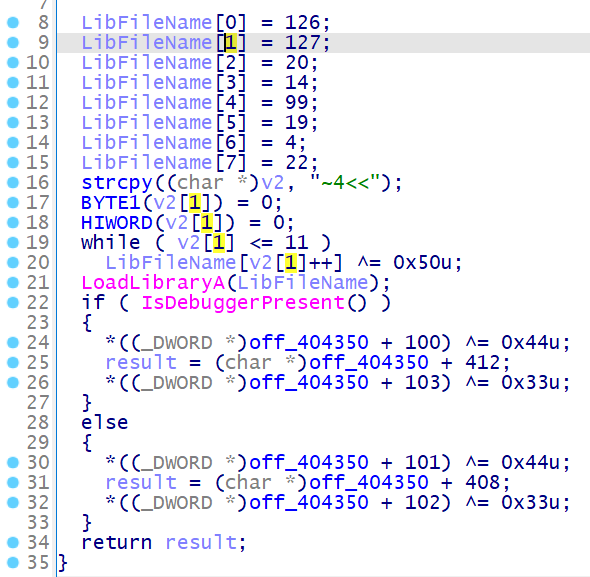 7
8 LibFileName[0] = 126;
9 LibFileName[1] = 127;
10 LibFileName[2] = 20;
11 LibFileName[3] = 14;
12 LibFileName[4] = 99;
13 LibFileName[5] = 19;
14 LibFileName[6] = 4;
15 LibFileName[7] = 22;
16 strcpy((char *)v2, "~4<<");
17 BYTE1(v2[1]) = 0;
18 HIWORD(v2[1]) = 0;
19 while ( v2[1] <= 11 )
20 LibFileName[v2[1]++] ^= 0x50u;
21 LoadLibraryA(LibFileName);
22 if ( IsDebuggerPresent() )
23 {
24 *((_DWORD *)off_404350 + 100) ^= 0x44u;
25 result = (char *)off_404350 + 412;
26 *((_DWORD *)off_404350 + 103) ^= 0x33u;
27 }
28 else
29 {
30 *((_DWORD *)off_404350 + 101) ^= 0x44u;
31 result = (char *)off_404350 + 408;
32 *((_DWORD *)off_404350 + 102) ^= 0x33u;
33 }
34 return result;
35 }